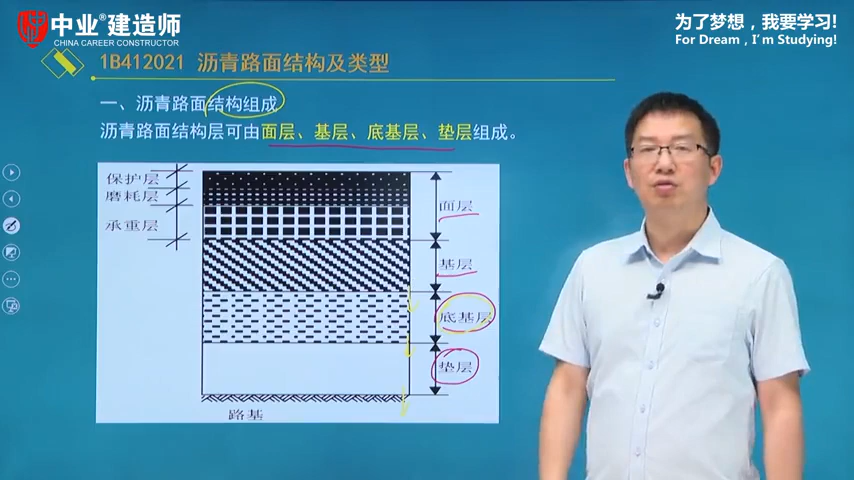 中业®建造师
CHINA CAREER CONSTRUCTOR
为了梦想，我要学习!
For Dream , I'm Studying!
1B412021 沥青路面结构及类型
一、沥青路面结构组成
沥青路面结构层可由面层、基层、底基层、垫层组成。
保护层
磨耗层
承重层
面层
基层
底基层
垫层
路基